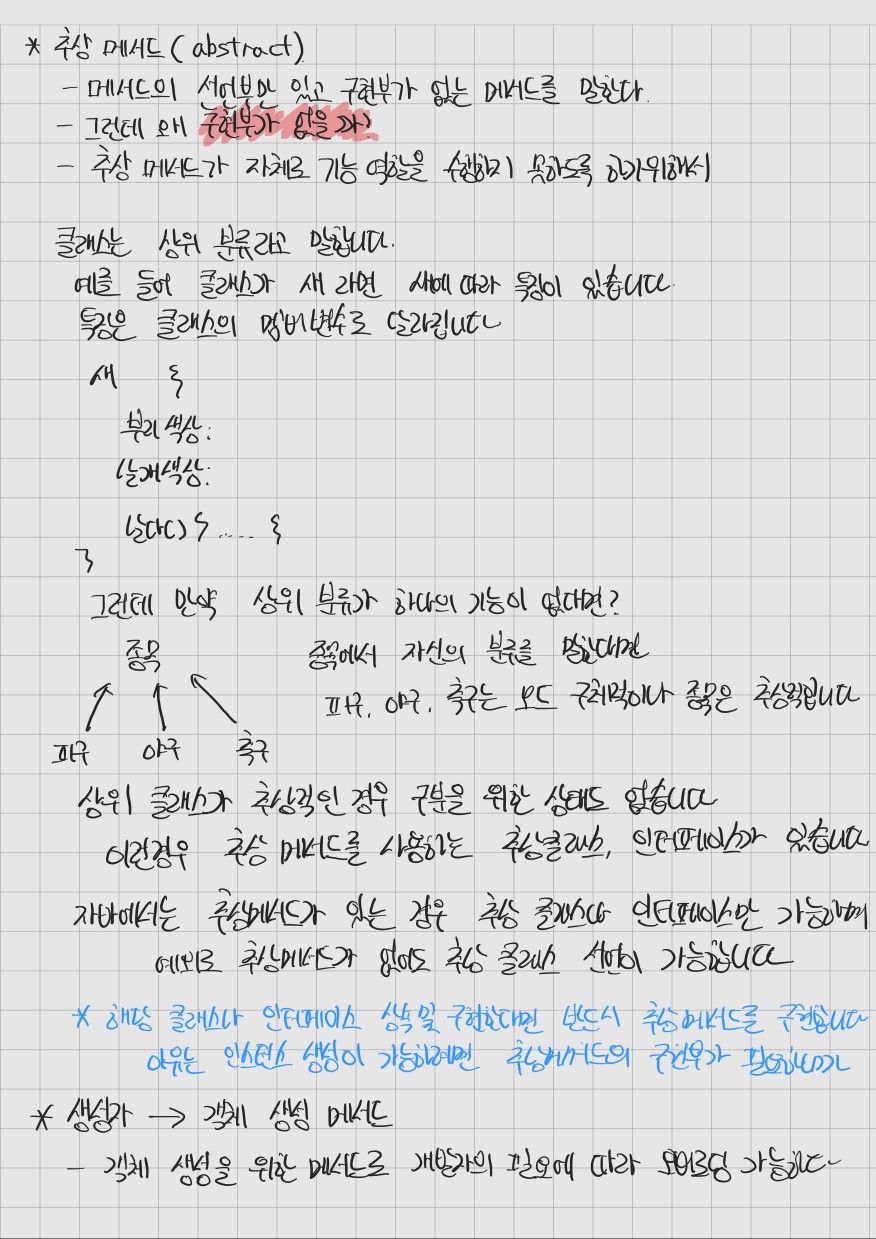 * 추상 메서드 (abstract)
- 메서드의 선언부만 있고 구현부가 없는 메서드를 말한다.
- 그런데 왜 구현부가 없을까?
- 추상 메서드가 자체로 기능 역할을 수행하지 못하도록 하기위해서
클래스는 상위 분류라고 말합니다.
예를 들어 클래스가 새 라면 새에 따라 특징이 있습니다.
특징은 클래스의 멤버변수로 달라집니다
새 {
부리색상:
날개색상:
날다() { ..... {
}
그런데 만약 상위 분류가 하나의 기능이 없다면?
종목
종목에서 자신의 분류를 말한다면
피구, 야구, 축구는 모드 구체적이나 종목은 추상적입니다
피구 야구 축구
상위 클래스가 추상적인 경우 구분을 위한 상태도 없습니다
이런경우 추상 메서드를 사용하는 추상클래스, 인터페이스가 있습니다
자바에서는 추상메서드가 있는 경우 추상 클래스나 인터페이스만 가능하며
예외로 추상메서드가 없어도 추상 클래스 선언이 가능합니다
* 해당 클래스나 인터페이스 상속 및 구현한다면 반드시 추상메서드를 구현합니다
이유는 인스턴스 생성이 가능하려면 추상메서드의 구현부가 필요하니까
* 생성자 → 객체 생성 메서드
- 객체 생성을 위한 메서드로 개발자의 필요에 따라 오버로딩 가능하다